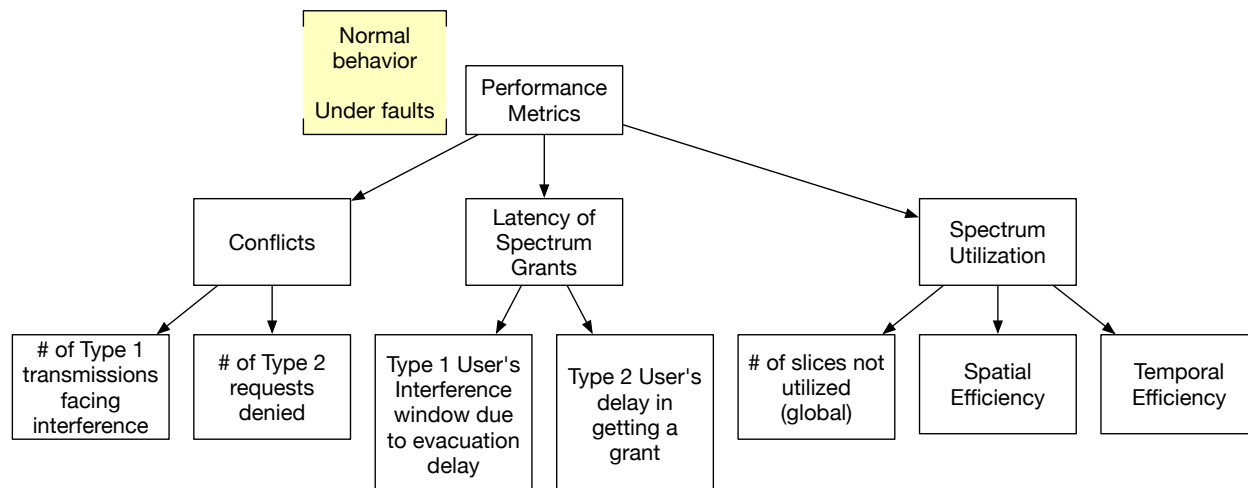 Normal
behavior
Under faults
Performance
Metrics
Conflicts
Latency of
Spectrum
Grants
Spectrum
Utilization
# of Type 1
transmissions
facing
interference
# of Type 2
requests
denied
Type 1 User's
Interference
window due
to evacuation
delay
Type 2 User's
delay in
getting a
grant
# of slices not
utilized
(global)
Spatial
Efficiency
Temporal
Efficiency